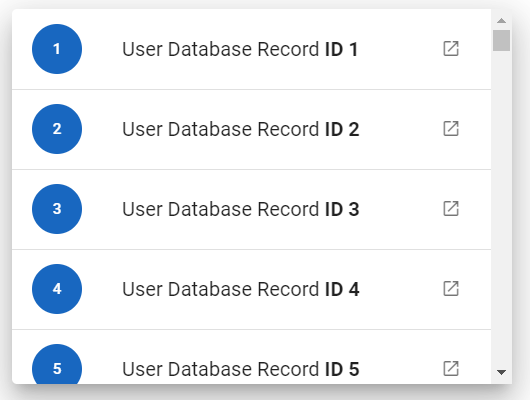 1 User Database Record ID 1
2 User Database Record ID 2
3 User Database Record ID 3
4 User Database Record ID 4
5 User Database Record ID 5